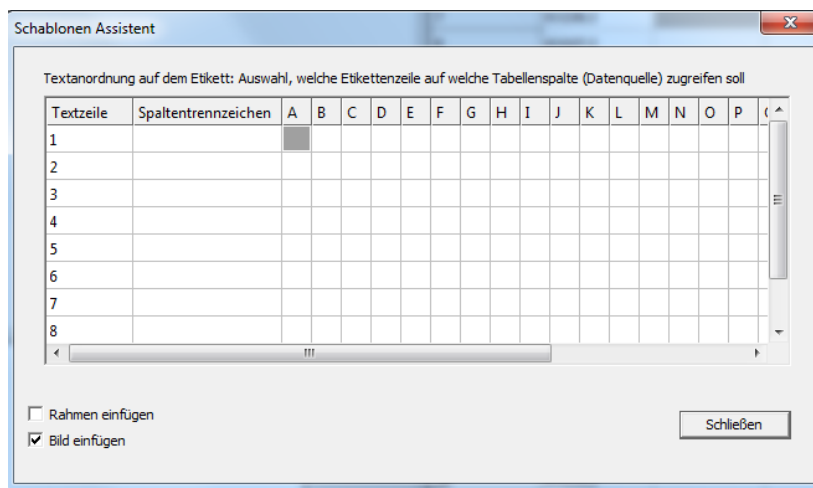 Schablonen Assistent
Textanordnung auf dem Etikett: Auswahl, welche Etikettenzeile auf welche Tabellenspalte (Datenquelle) zugreifen soll
Textzeile Spaltentrennzeichen A B C D E F G H I J K L M N O P
1
2
3
4
5
6
7
8
Rahmen einfügen
Bild einfügen
Schließen